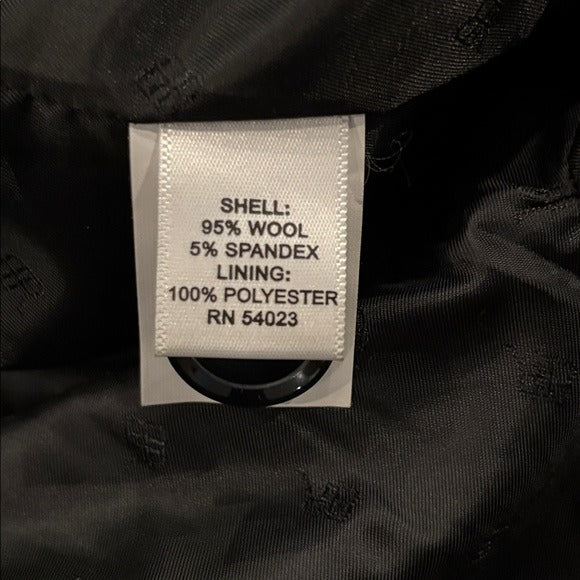 SHELL:
95% WOOL
5% SPANDEX
LINING:
100% POLYESTER
RN 54023